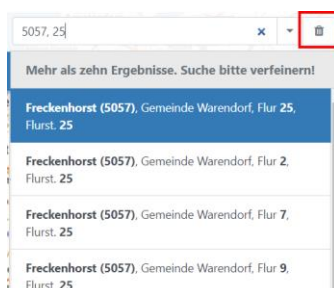 5057, 25
Mehr als zehn Ergebnisse. Suche bitte verfeinern!
Freckenhorst (5057), Gemeinde Warendorf, Flur 25,
Flurst. 25
Freckenhorst (5057), Gemeinde Warendorf, Flur 2,
Flurst. 25
Freckenhorst (5057), Gemeinde Warendorf, Flur 7,
Flurst. 25
Freckenhorst (5057), Gemeinde Warendorf, Flur 9,
Flurst. 25